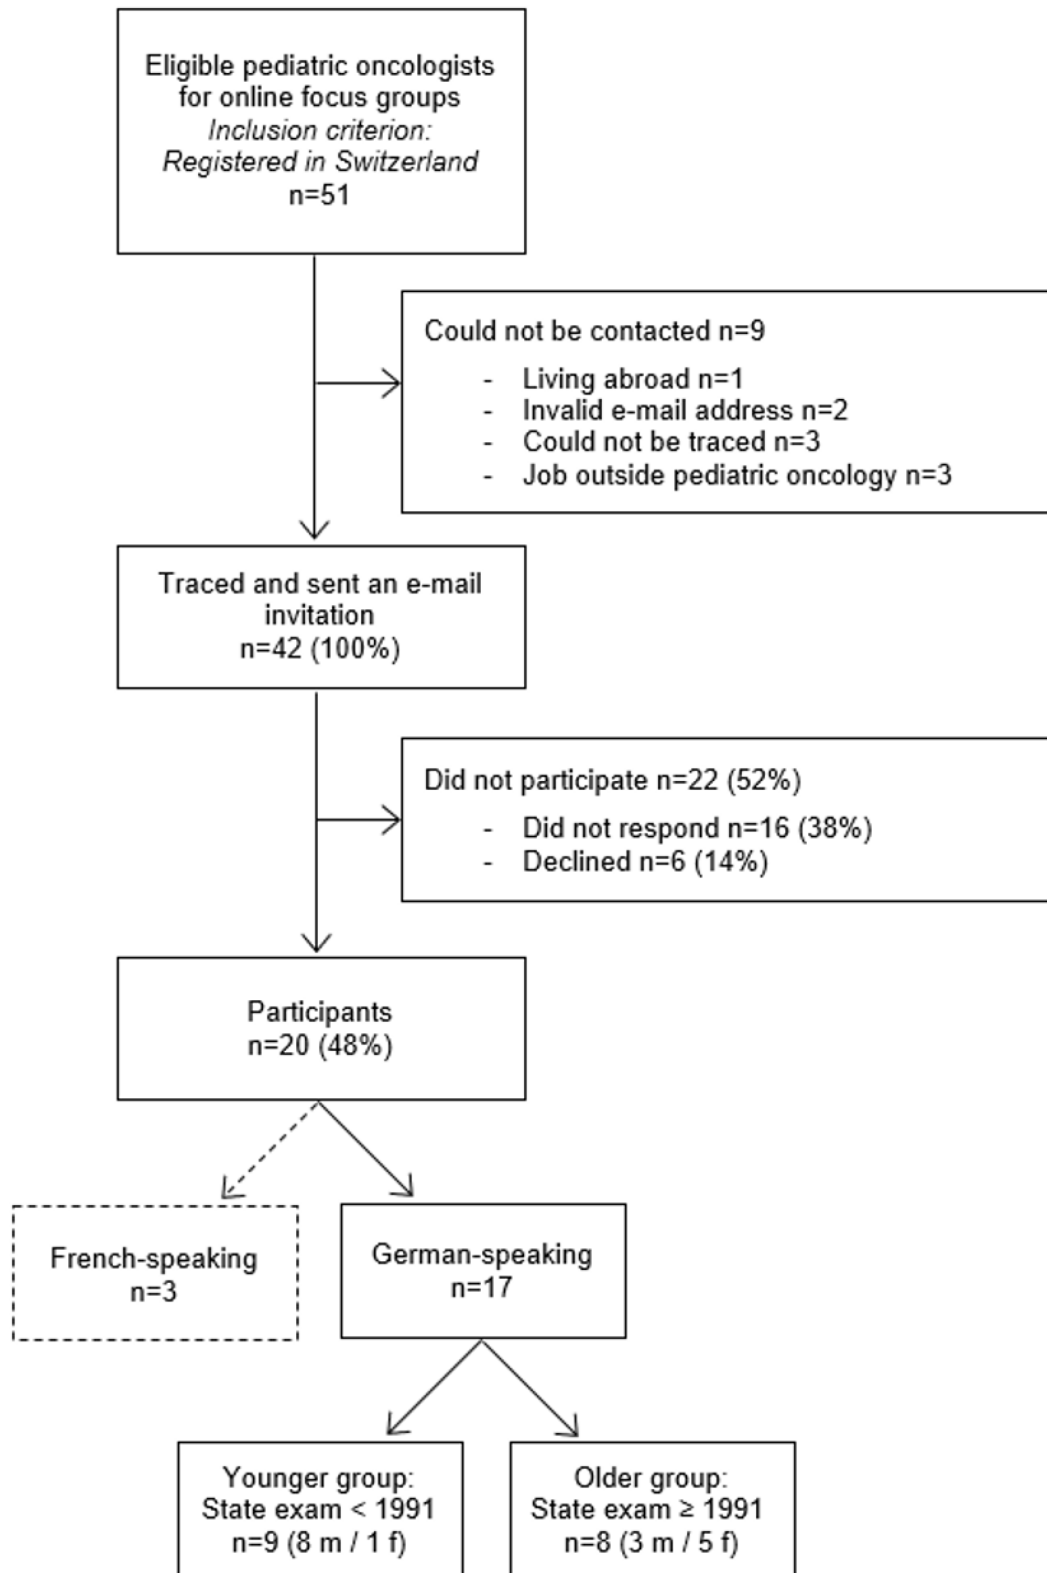 Eligible pediatric oncologists
for online focus groups
Inclusion criterion:
Registered in Switzerland
n=51
Could not be contacted n=9
- Living abroad n=1
- Invalid e-mail address n=2
- Could not be traced n=3
- Job outside pediatric oncology n=3
Traced and sent an e-mail
invitation
n=42 (100%)
Did not participate n=22 (52%)
- Did not respond n=16 (38%)
- Declined n=6 (14%)
Participants
n=20 (48%)
French-speaking
n=3
German-speaking
n=17
Younger group:
State exam < 1991
n=9 (8 m / 1 f)
Older group:
State exam ≥ 1991
n=8 (3 m / 5 f)